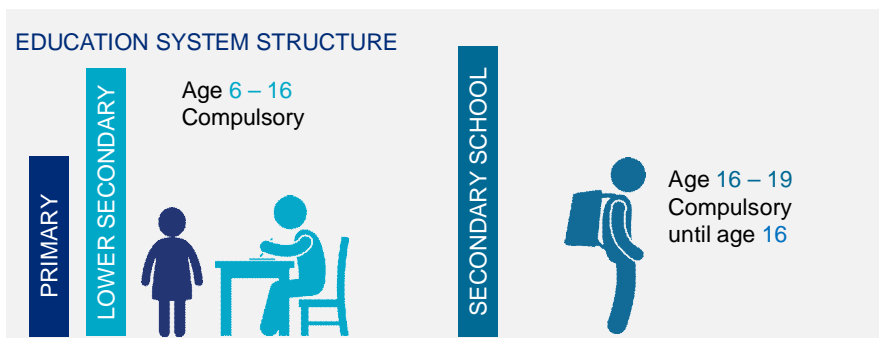 EDUCATION SYSTEM STRUCTURE
PRIMARY
LOWER SECONDARY
Age 6 – 16
Compulsory
SECONDARY SCHOOL
Age 16 – 19
Compulsory
until age 16